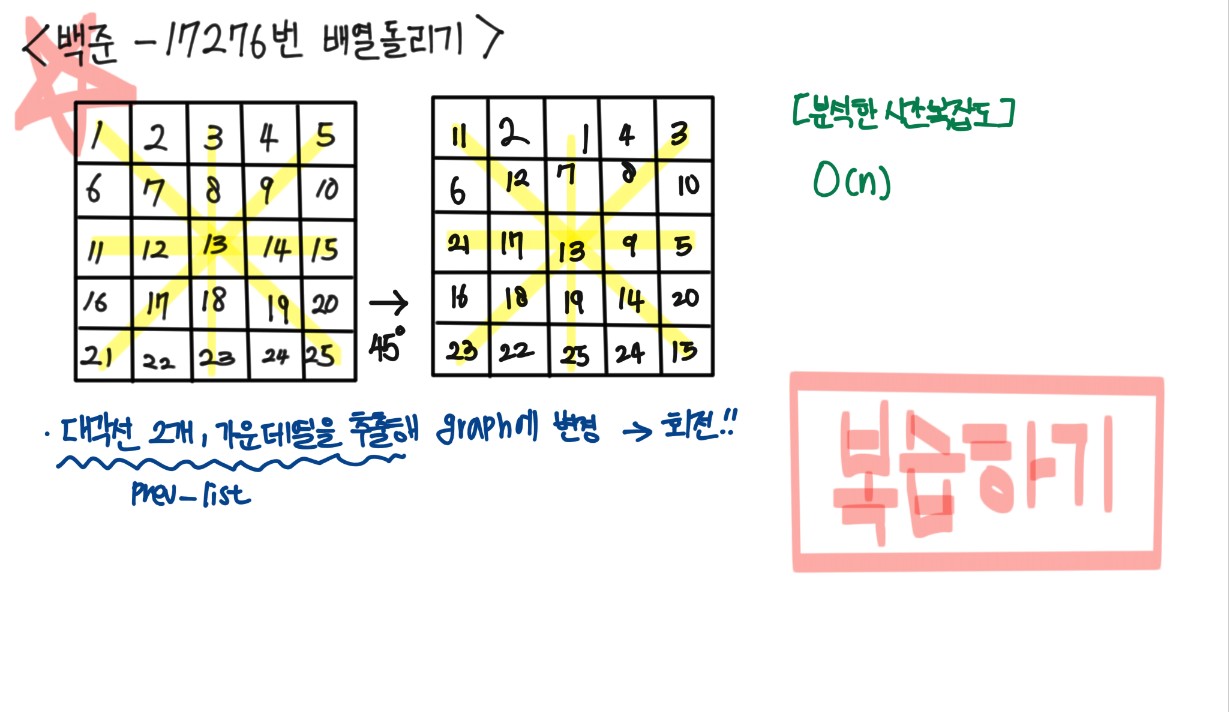 <백준 - 17276번 배열돌리기>
1 2 3 4 5
6 7 8 9 10
11 12 13 14 15
16 17 18 19 20
21 22 23 24 25
→
45°
11 2 1 4 3
6 12 7 8 10
21 17 13 9 5
16 18 19 14 20
23 22 25 24 15
[분석한 시간복잡도]
O(n)
· 대각선 2개, 가운데열을 추출해 graph에 변경 → 회전!!
prev_list
복습하기